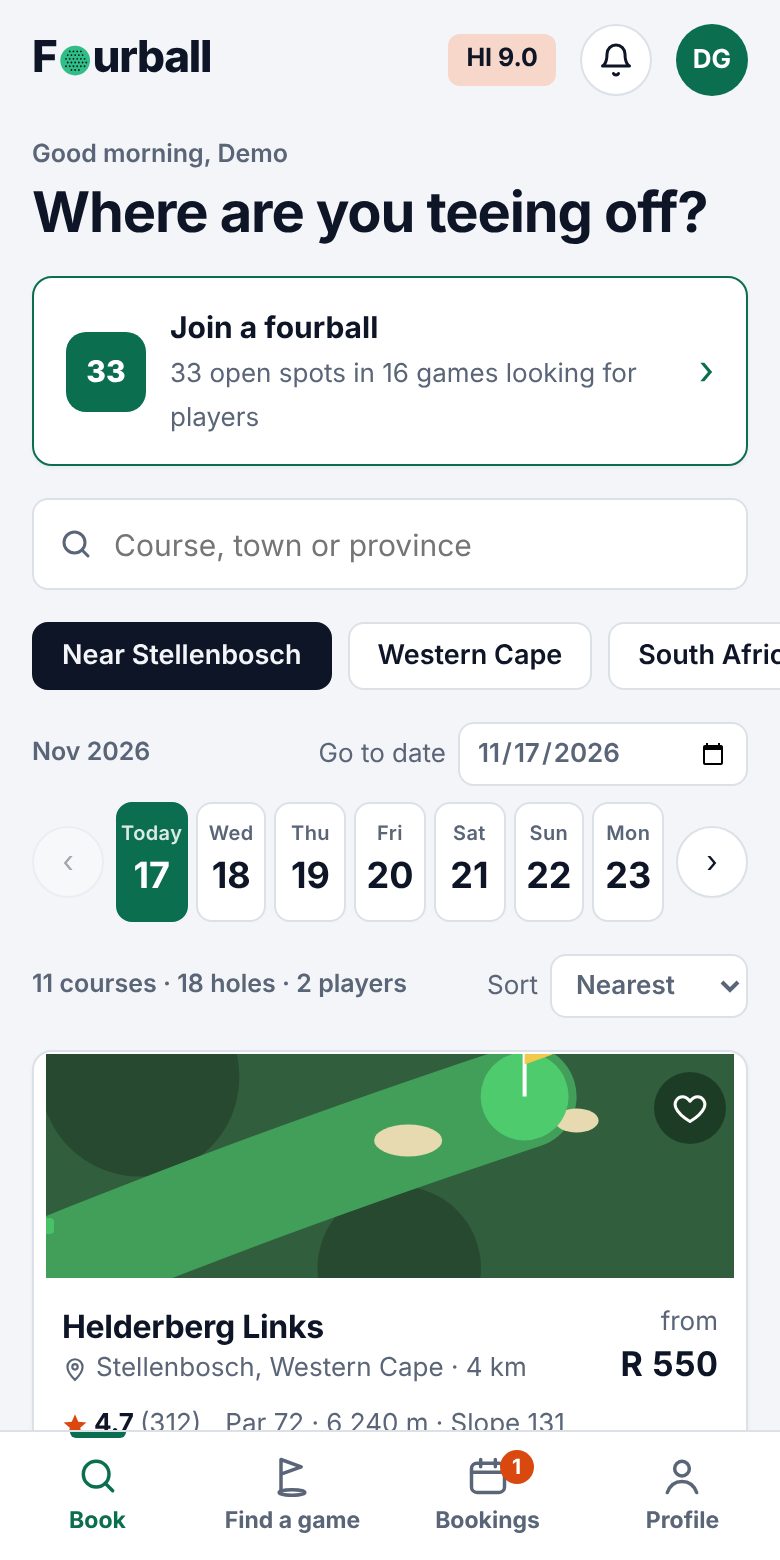 Fourball
HI 9.0
DG
Good morning, Demo
Where are you teeing off?
33
Join a fourball
33 open spots in 16 games looking for
players
Course, town or province
Near Stellenbosch
Western Cape
South Afric
Nov 2026
Go to date
11/17/2026
Today
17
Wed
18
Thu
19
Fri
20
Sat
21
Sun
22
Mon
23
11 courses · 18 holes · 2 players
Sort
Nearest
Helderberg Links
from
Stellenbosch, Western Cape · 4 km
R 550
4.7 (312) Par 72 · 6 240 m · Slope 131
1
Book
Find a game
Bookings
Profile